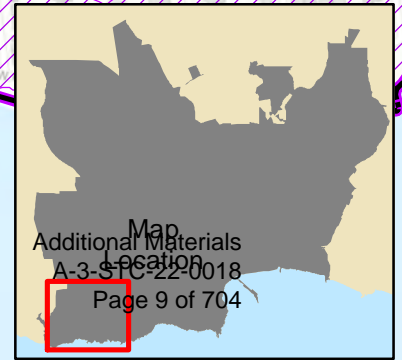 Map
Additional Materials
Location
A-3-STC-22-0018
Page 9 of 704